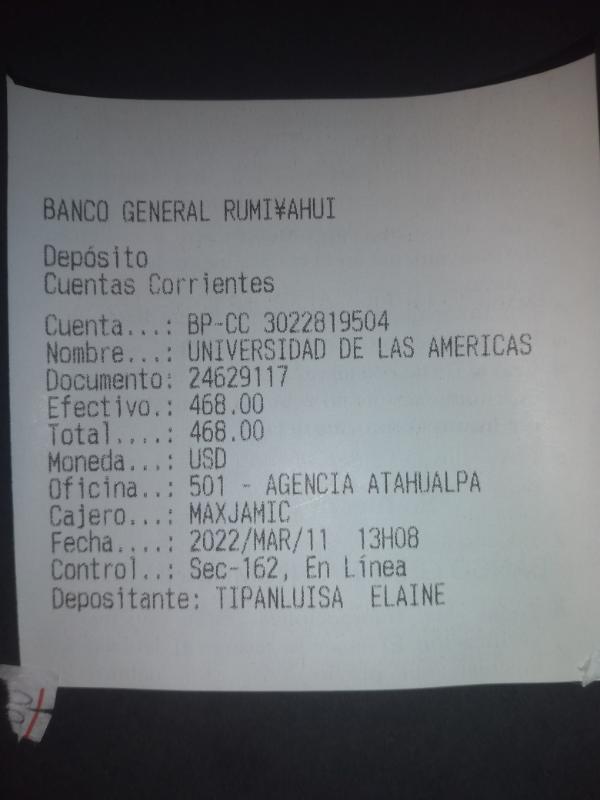 BANCO GENERAL RUMI¥AHUI
Depósito
Cuentas Corrientes
Cuenta...: BP-CC 3022819504
Nombre...: UNIVERSIDAD DE LAS AMERICAS
Documento: 24629117
Efectivo.: 468.00
Total....: 468.00
Moneda...: USD
Oficina..: 501 - AGENCIA ATAHUALPA
Cajero...: MAXJAMIC
Fecha....: 2022/MAR/11  13H08
Control..: Sec-162, En Línea
Depositante: TIPANLUISA  ELAINE